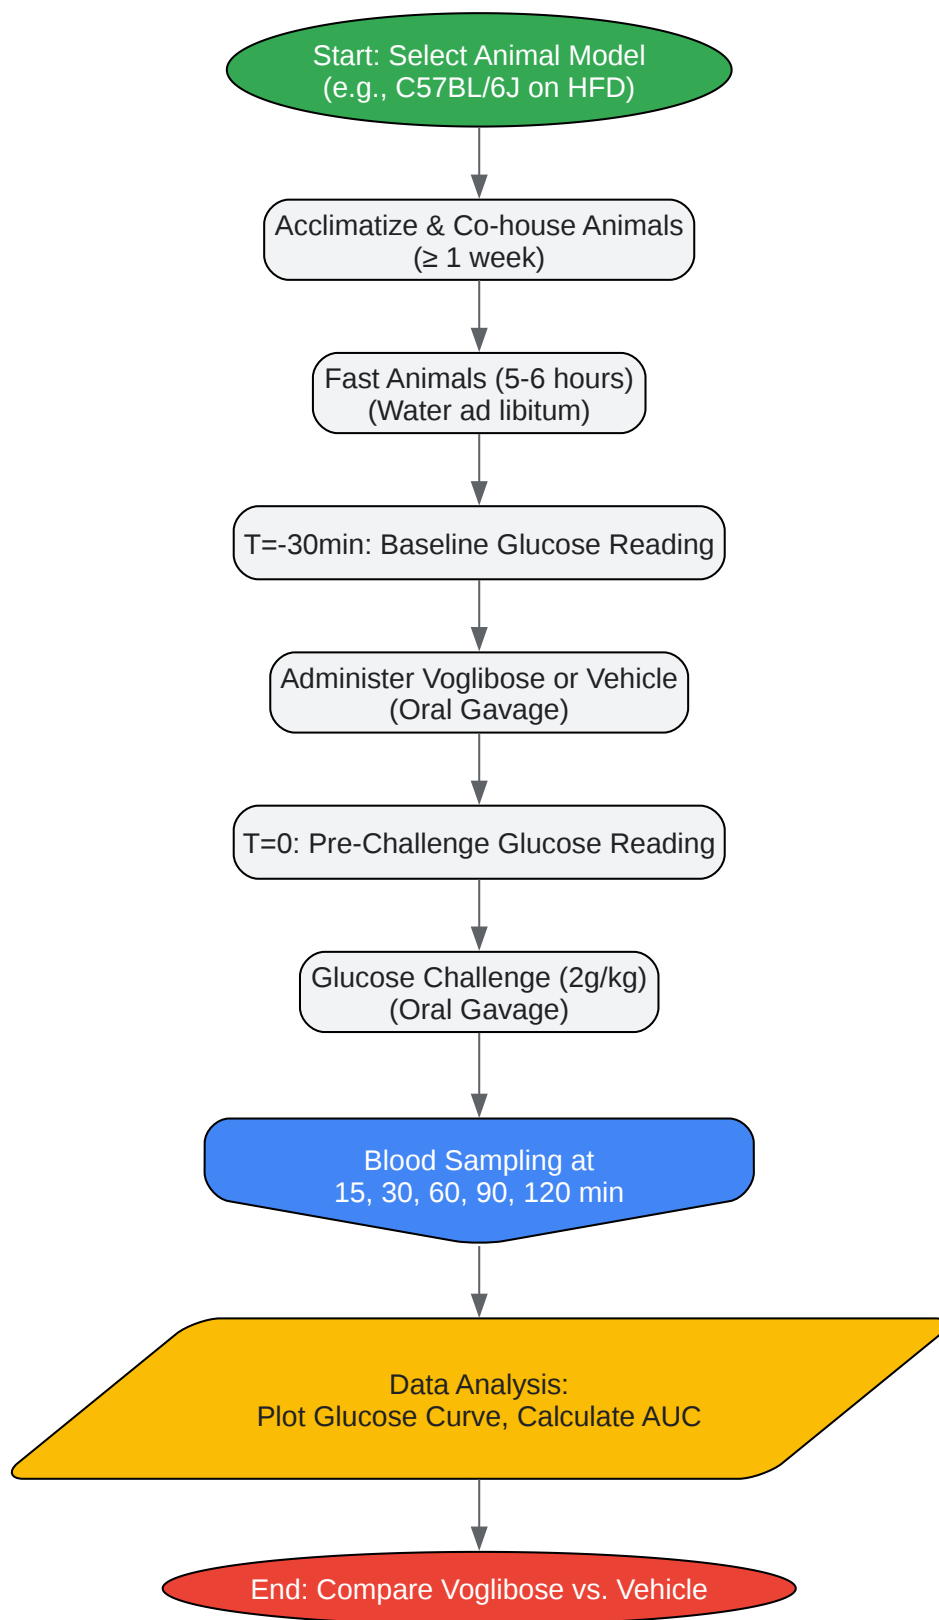 Start: Select Animal Model
(e.g., C57BL/6J on HFD)
Acclimatize & Co-house Animals
(≥ 1 week)
Fast Animals (5-6 hours)
(Water ad libitum)
T=-30min: Baseline Glucose Reading
Administer Voglibose or Vehicle
(Oral Gavage)
T=0: Pre-Challenge Glucose Reading
Glucose Challenge (2g/kg)
(Oral Gavage)
Blood Sampling at
15, 30, 60, 90, 120 min
Data Analysis:
Plot Glucose Curve, Calculate AUC
End: Compare Voglibose vs. Vehicle